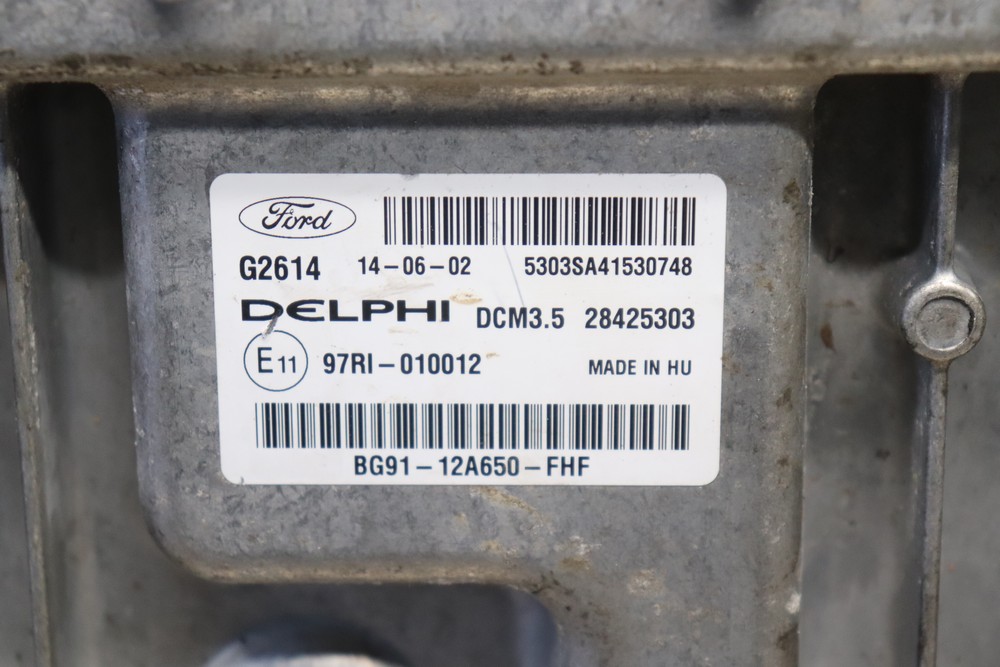 Ford
G2614 14-06-02 5303SA41530748
DELPHI DCM3.5 28425303
E11 97RI-010012 MADE IN HU
BG91-12A650-FHF